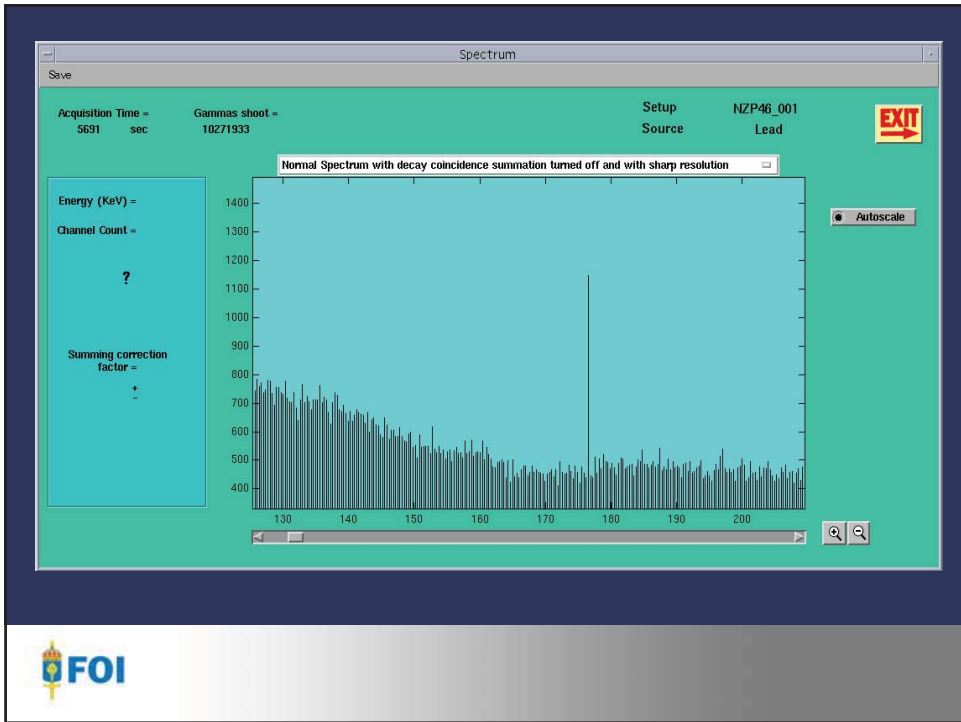 Spectrum
Save
Acquisition Time =
5691 sec
Gammas shoot =
10271933
Setup NZP46_001
Source Lead
EXIT
Normal Spectrum with decay coincidence summation turned off and with sharp resolution
Energy (KeV) =
Channel Count =
?
Summing correction
factor =
+
-
Autoscale
1400
1300
1200
1100
1000
900
800
700
600
500
400
130 140 150 160 170 180 190 200
FOI